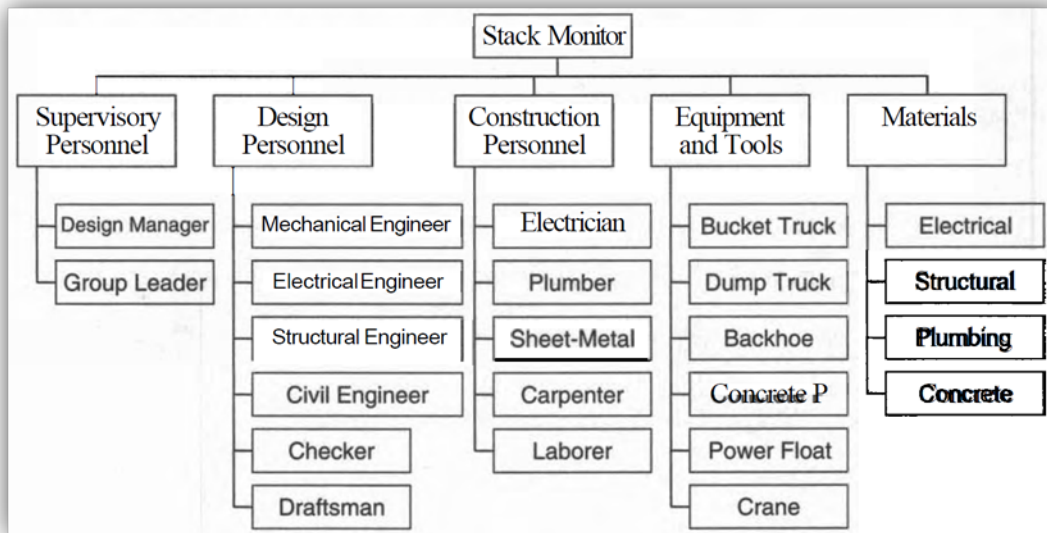 Stack Monitor
Supervisory
Personnel
Design
Personnel
Construction
Personnel
Equipment
and Tools
Materials
Design Manager
Group Leader
Mechanical Engineer
Electrical Engineer
Structural Engineer
Civil Engineer
Checker
Draftsman
Electrician
Plumber
Sheet-Metal
Carpenter
Laborer
Bucket Truck
Dump Truck
Backhoe
Concrete P
Power Float
Crane
Electrical
Structural
Plumbing
Concrete